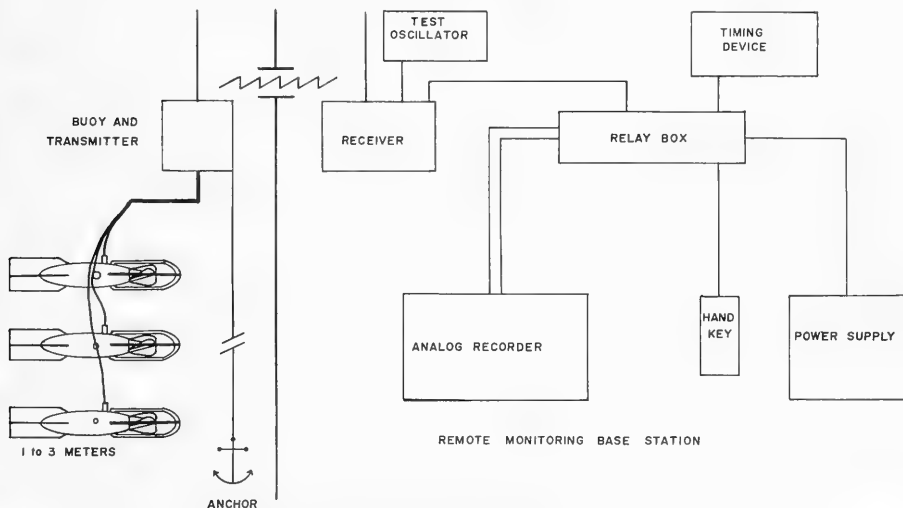 TEST
OSCILLATOR
TIMING
DEVICE
BUOY AND
TRANSMITTER
RECEIVER
RELAY BOX
ANALOG RECORDER
HAND
KEY
POWER SUPPLY
1 to 3 METERS
REMOTE MONITORING BASE STATION
ANCHOR